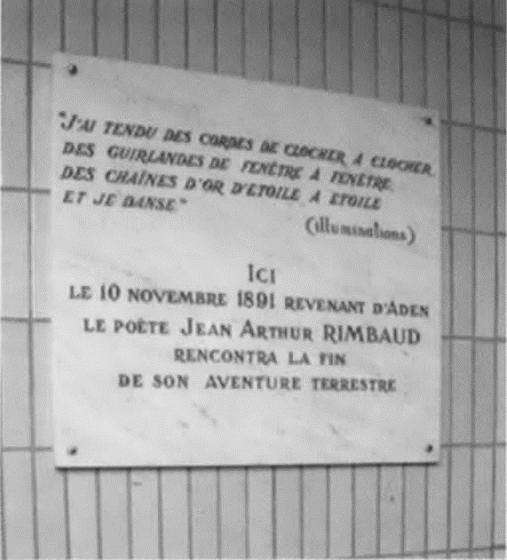 "J'AI TENDU DES CORDES DE CLOCHER A CLOCHER
DES GUIRLANDES DE FENÊTRE À FENÊTRE,
DES CHAÎNES D'OR D'ETOILE A ETOILE
ET JE DANSE"
(illuminations)
ICI
LE 10 NOVEMBRE 1891 REVENANT D'ADEN
LE POÈTE JEAN ARTHUR RIMBAUD
RENCONTRA LA FIN
DE SON AVENTURE TERRESTRE